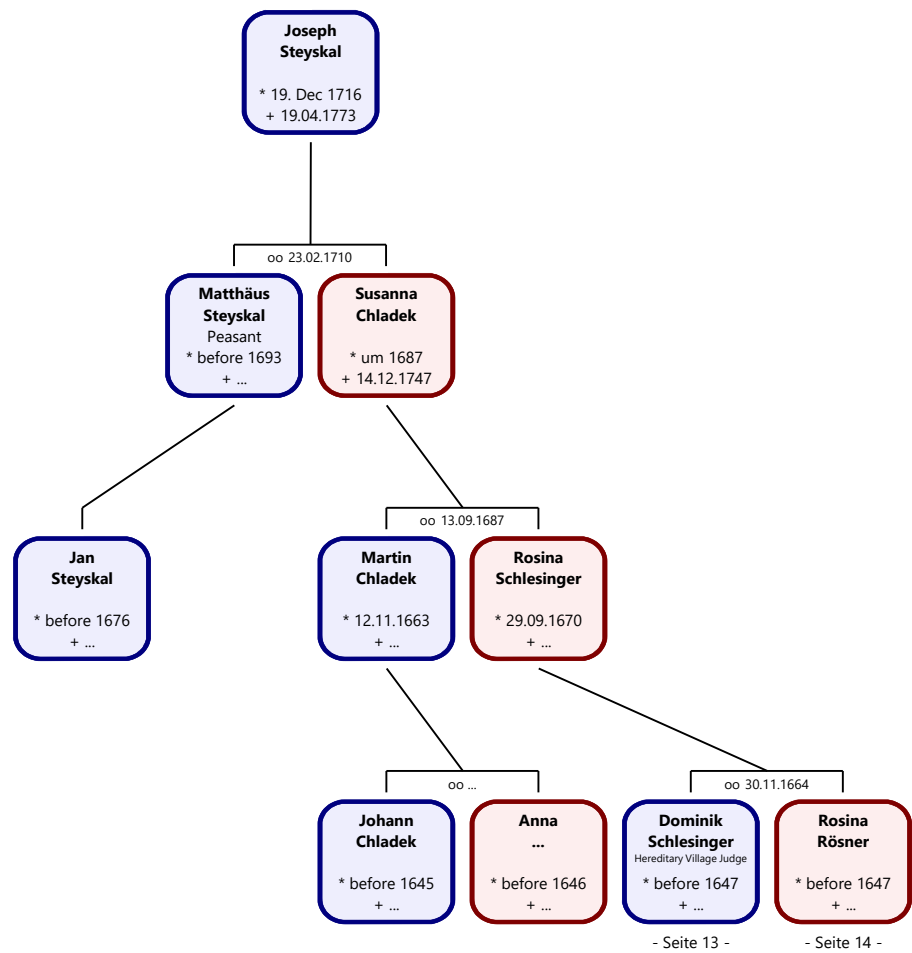 Joseph
Steyskal
* 19. Dec 1716
+ 19.04.1773
oo 23.02.1710
Matthäus
Steyskal
Peasant
* before 1693
+ ...
Susanna
Chladek
* um 1687
+ 14.12.1747
oo 13.09.1687
Jan
Steyskal
* before 1676
+ ...
Martin
Chladek
* 12.11.1663
+ ...
Rosina
Schlesinger
* 29.09.1670
+ ...
oo ...
oo 30.11.1664
Johann
Chladek
* before 1645
+ ...
Anna
...
* before 1646
+ ...
Dominik
Schlesinger
Hereditary Village Judge
* before 1647
+ ...
Rosina
Rösner
* before 1647
+ ...
- Seite 13 -
- Seite 14 -